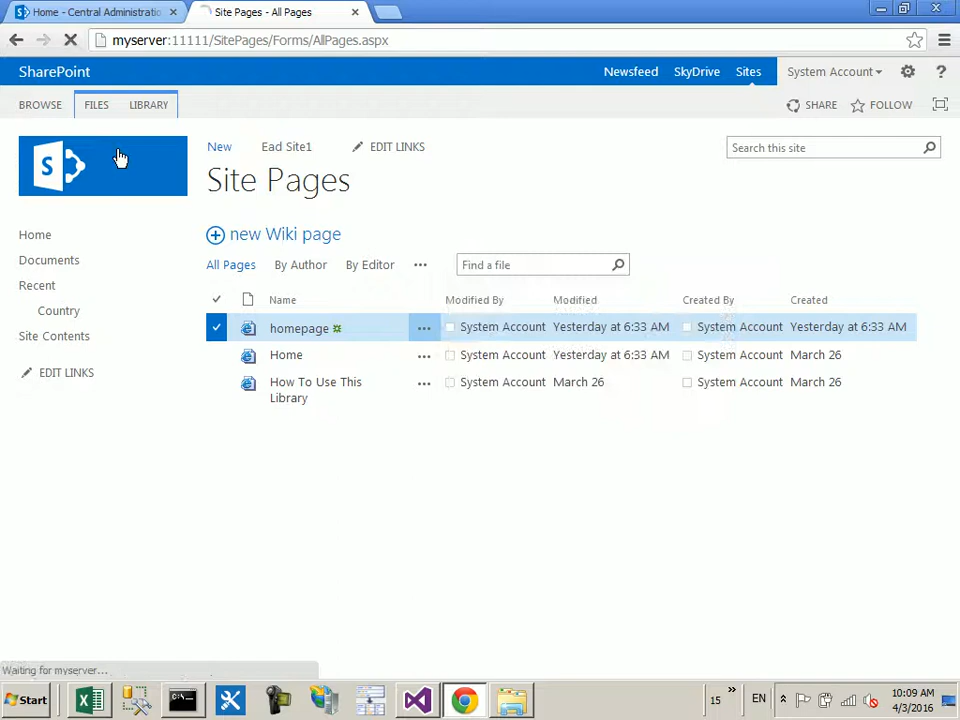 Home - Central Administratio
Site Pages - All Pages
myserver:11111/SitePages/Forms/AllPages.aspx
SharePoint
Newsfeed SkyDrive Sites System Account ?
BROWSE FILES LIBRARY SHARE FOLLOW
S
New Ead Site1 EDIT LINKS
Search this site
Site Pages
Home
Documents
Recent
Country
Site Contents
EDIT LINKS
new Wiki page
All Pages By Author By Editor ... Find a file
Name Modified By Modified Created By Created
homepage ... System Account Yesterday at 6:33 AM System Account Yesterday at 6:33 AM
Home ... System Account Yesterday at 6:33 AM System Account March 26
How To Use This ... System Account March 26 System Account March 26
Library
Waiting for myserver...
Start 15 » EN 10:09 AM
4/3/2016